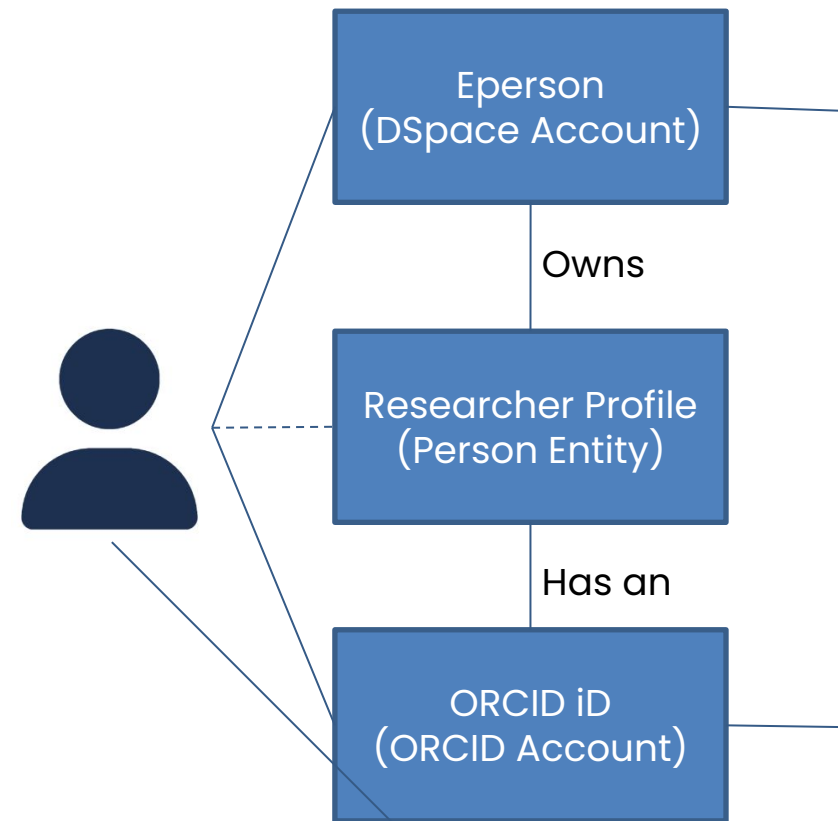 Eperson
(DSpace Account)
Owns
Researcher Profile
(Person Entity)
Has an
ORCID iD
(ORCID Account)